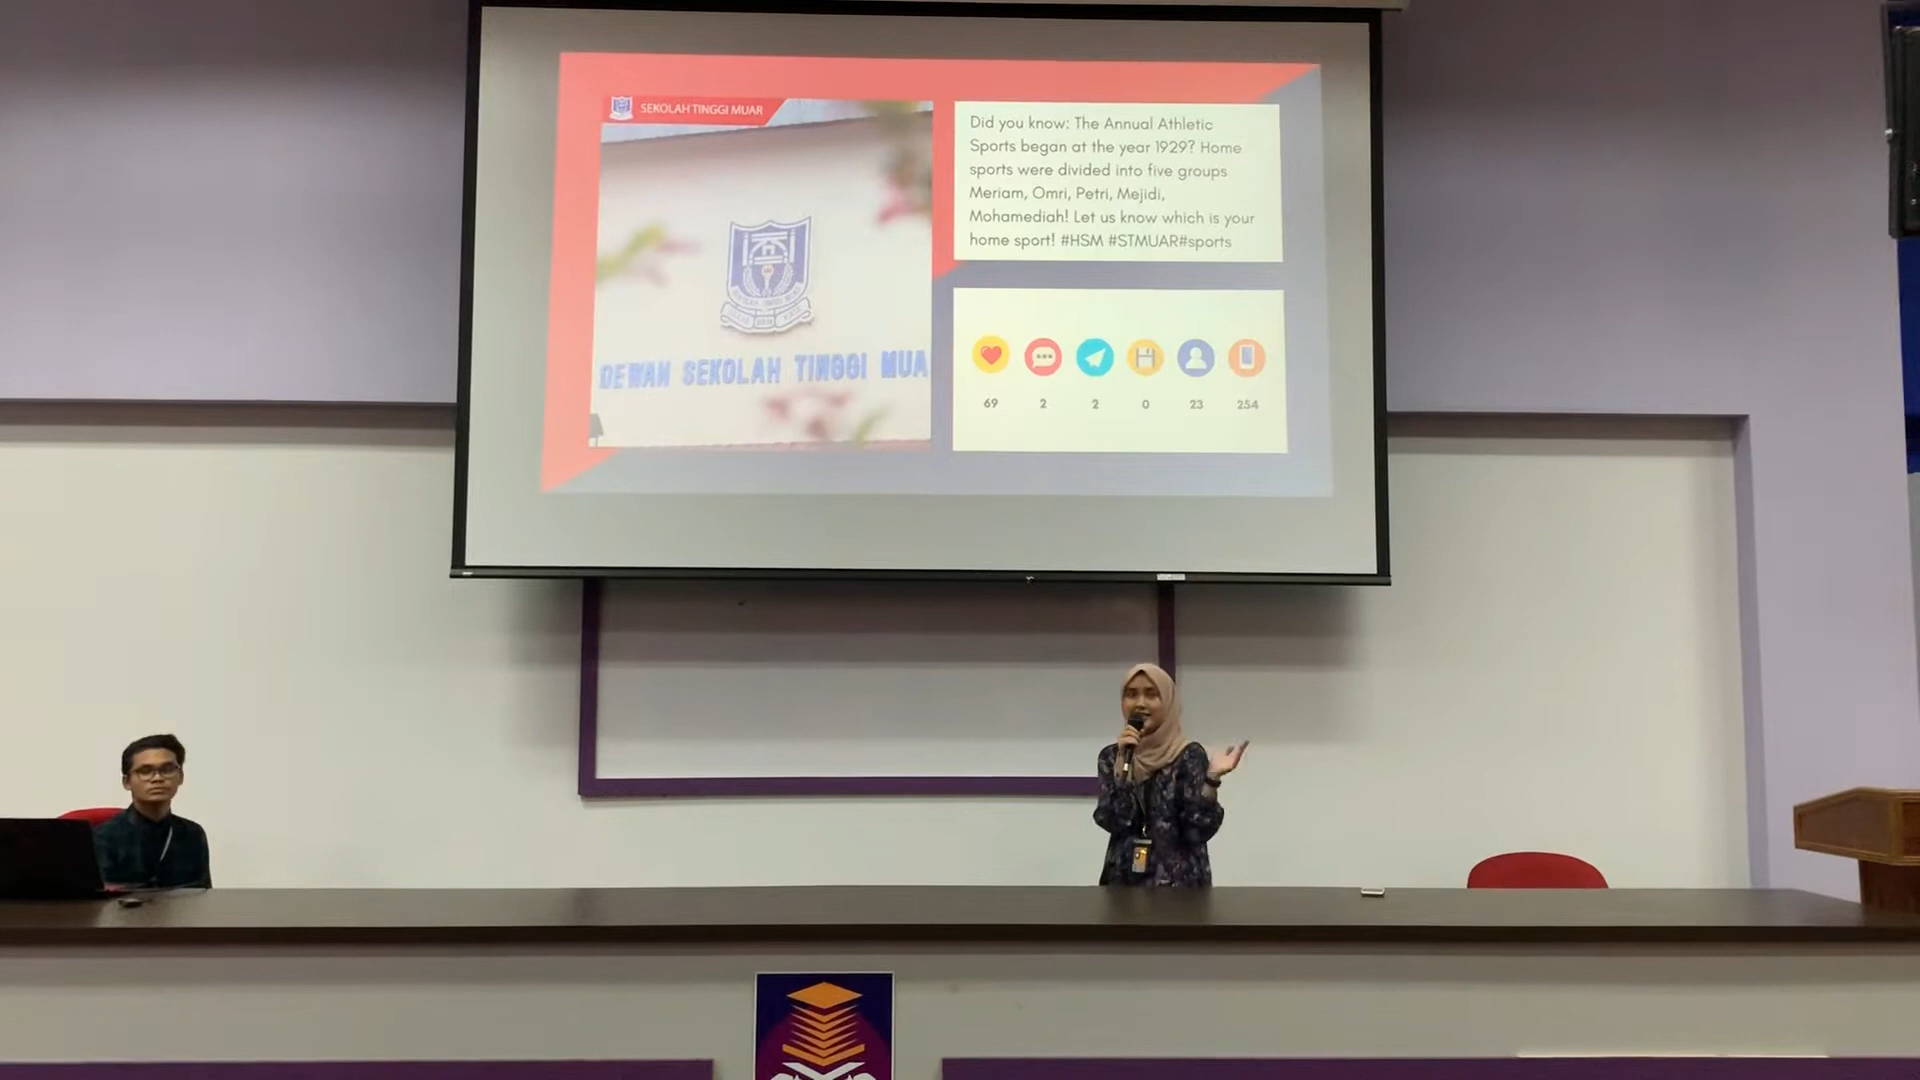 SEKOLAH TINGGI MUAR
DEWAN SEKOLAH TINGGI MUA
Did you know: The Annual Athletic
Sports began at the year 1929? Home
sports were divided into five groups
Meriam, Omri, Petri, Mejidi,
Mohamediah! Let us know which is your
home sport! #HSM #STMUAR#sports
69 2 2 0 23 254